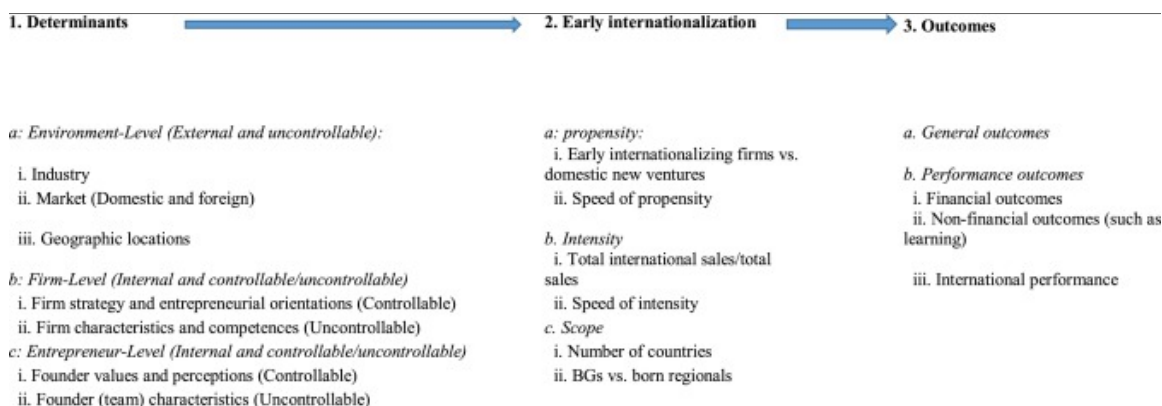 1. Determinants
2. Early internationalization
3. Outcomes
a: Environment-Level (External and uncontrollable):
i. Industry
ii. Market (Domestic and foreign)
iii. Geographic locations
b: Firm-Level (Internal and controllable/uncontrollable)
i. Firm strategy and entrepreneurial orientations (Controllable)
ii. Firm characteristics and competences (Uncontrollable)
c: Entrepreneur-Level (Internal and controllable/uncontrollable)
i. Founder values and perceptions (Controllable)
ii. Founder (team) characteristics (Uncontrollable)
a: propensity:
i. Early internationalizing firms vs.
domestic new ventures
ii. Speed of propensity
b. Intensity
i. Total international sales/total
sales
ii. Speed of intensity
c. Scope
i. Number of countries
ii. BGs vs. born regionals
a. General outcomes
b. Performance outcomes
i. Financial outcomes
ii. Non-financial outcomes (such as
learning)
iii. International performance